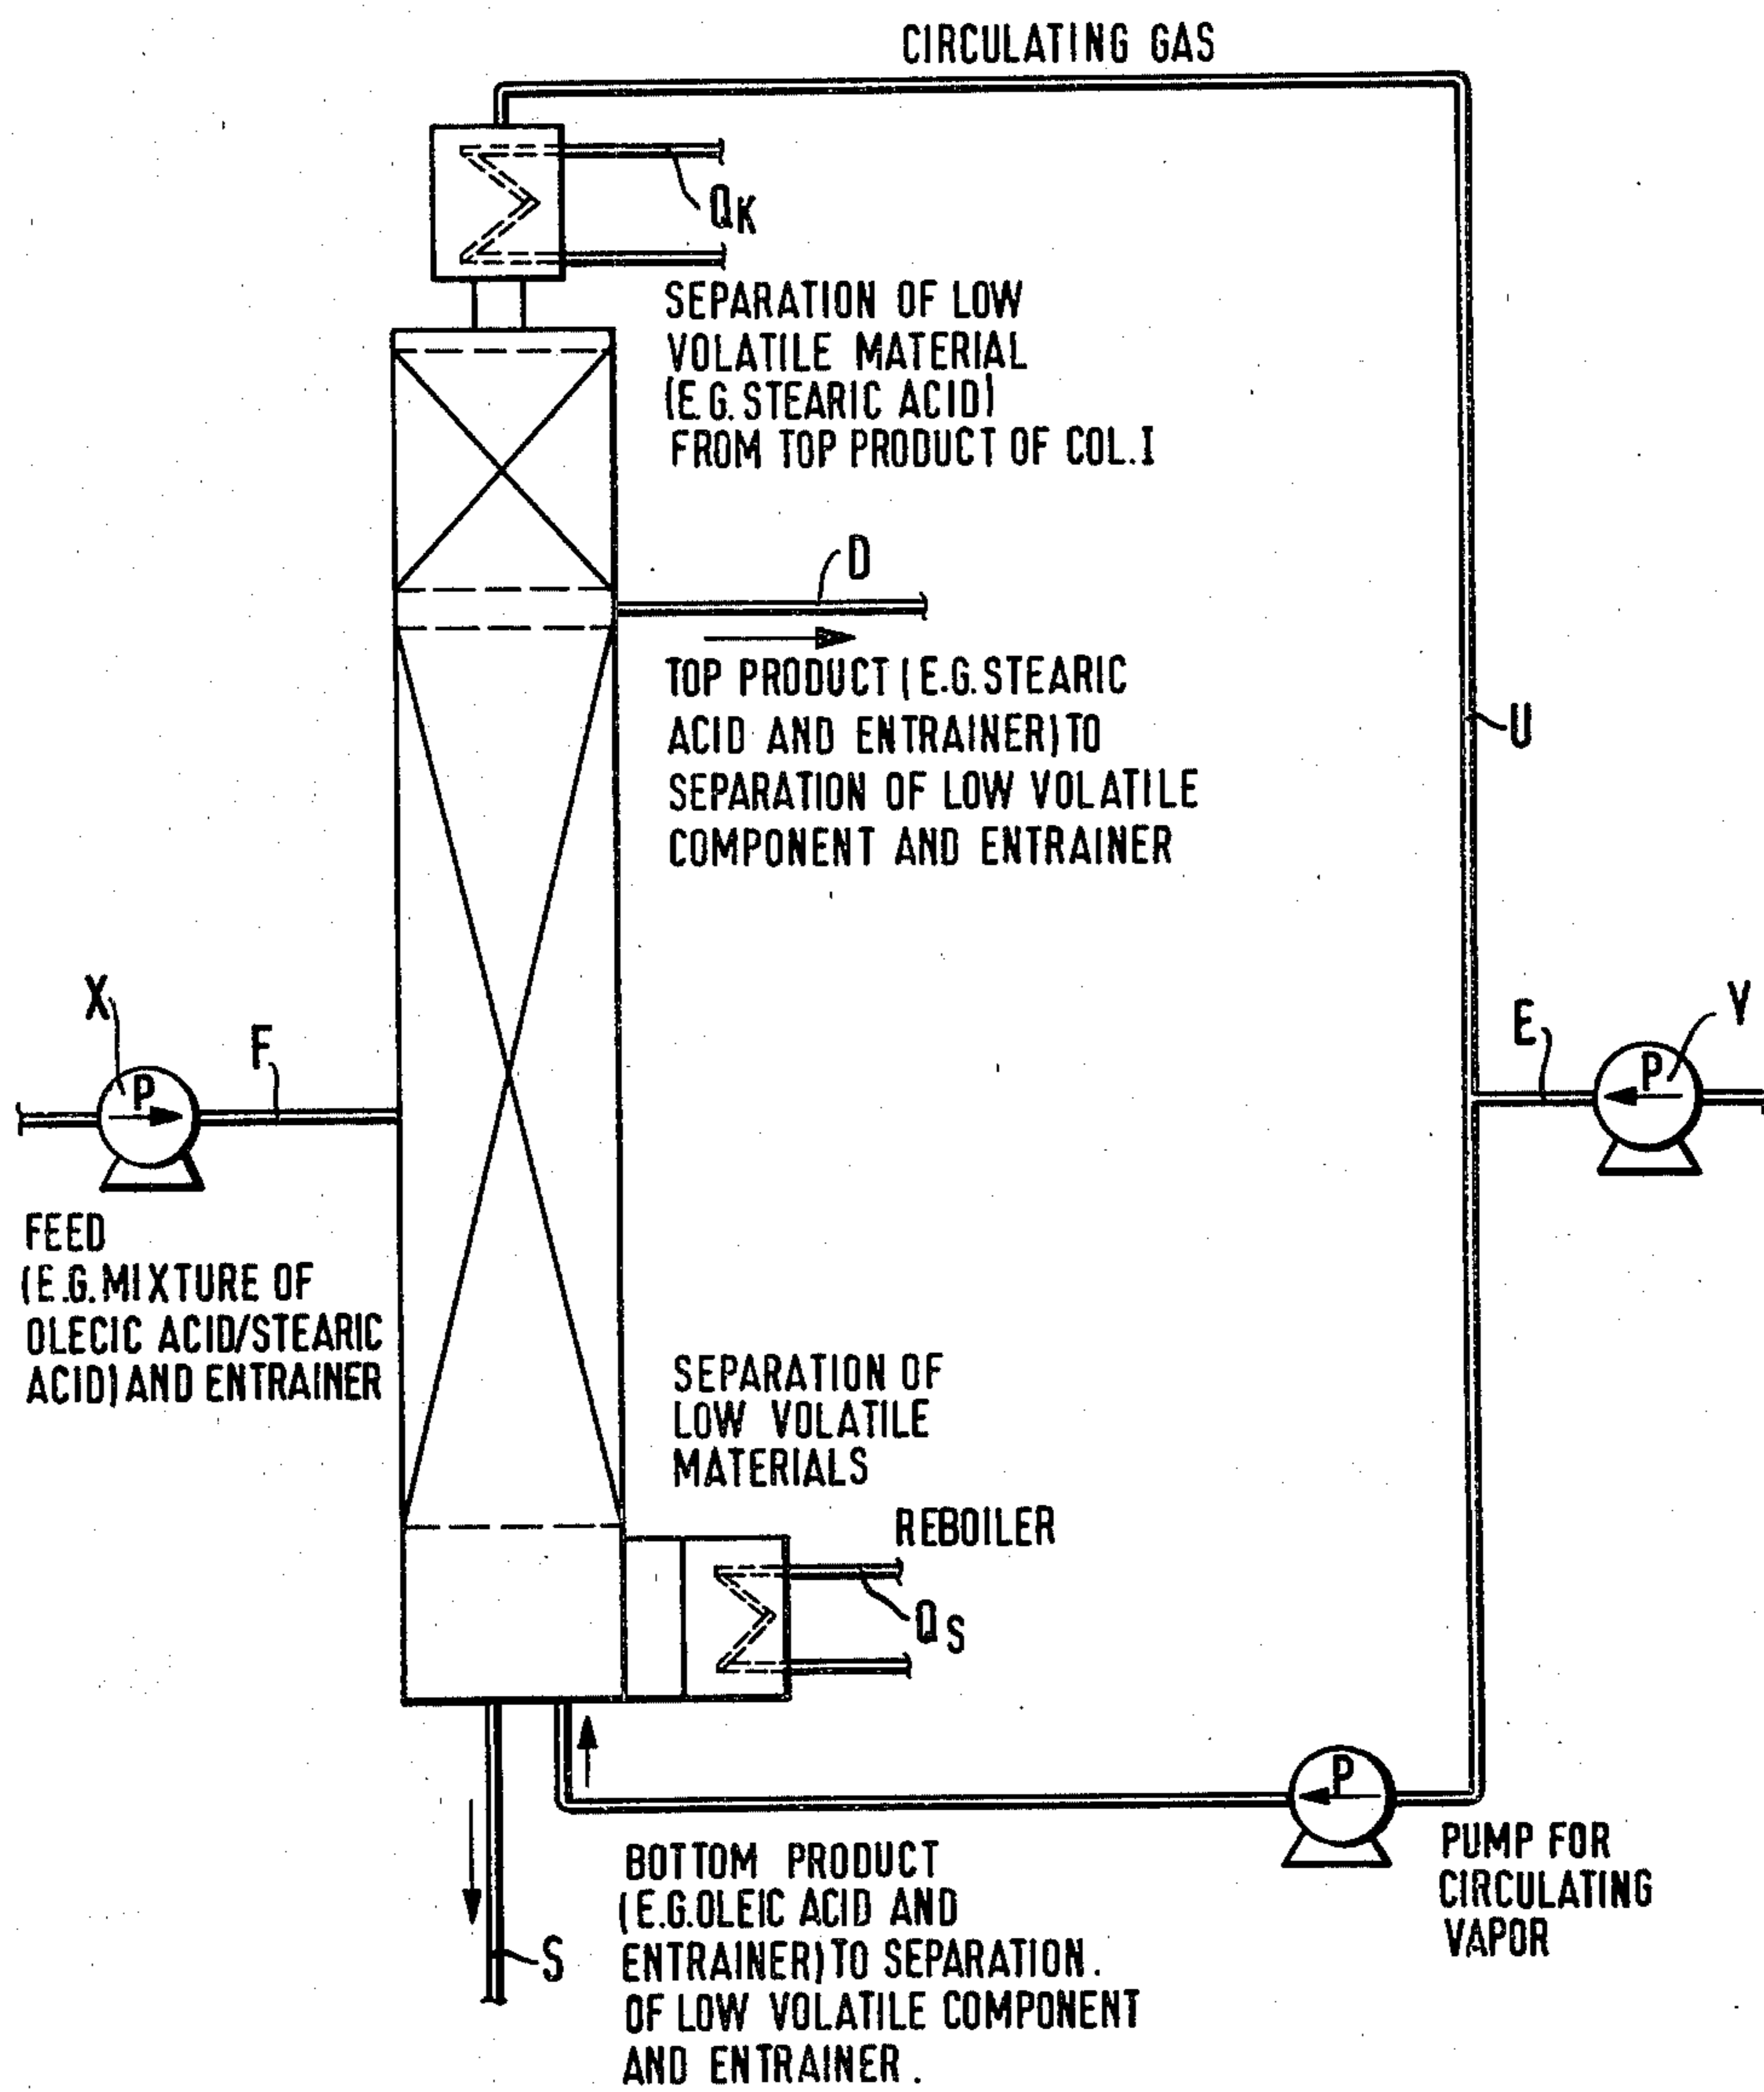 CIRCULATING GAS
QK
SEPARATION OF LOW
VOLATILE MATERIAL
(E.G. STEARIC ACID)
FROM TOP PRODUCT OF COL. I
D
TOP PRODUCT (E.G. STEARIC
ACID AND ENTRAINER) TO
SEPARATION OF LOW VOLATILE
COMPONENT AND ENTRAINER
U
X
P
F
E
V
P
FEED
(E.G. MIXTURE OF
OLECIC ACID/STEARIC
ACID) AND ENTRAINER
SEPARATION OF
LOW VOLATILE
MATERIALS
REBOILER
QS
P
PUMP FOR
CIRCULATING
VAPOR
S
BOTTOM PRODUCT
(E.G. OLEIC ACID AND
ENTRAINER) TO SEPARATION.
OF LOW VOLATILE COMPONENT
AND ENTRAINER.